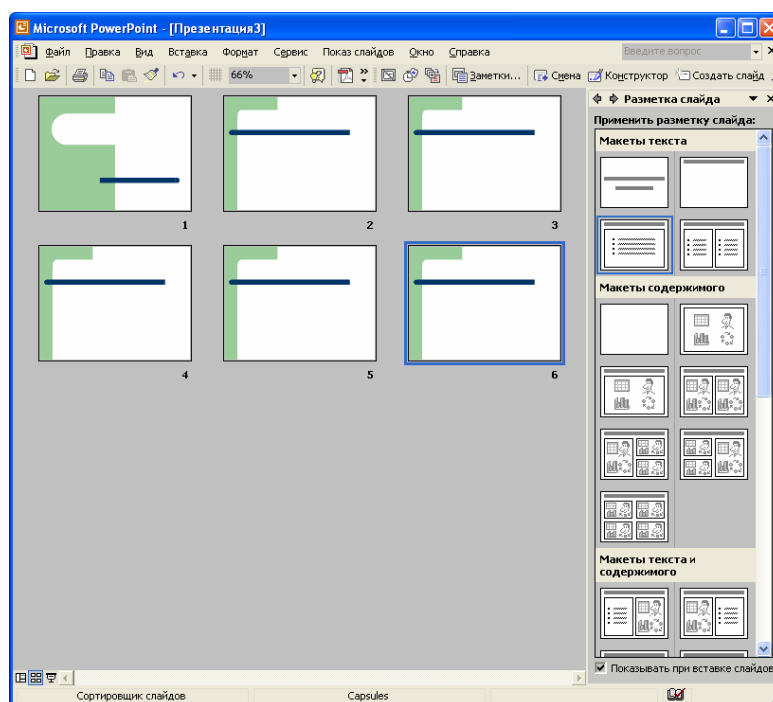 Microsoft PowerPoint - [Презентация3]
Файл Правка Вид Вставка Формат Сервис Показ слайдов Окно Справка Введите вопрос
66% Заметки... Смена Конструктор Создать слайд
Разметка слайда
Применить разметку слайда:
Макеты текста
1 2 3
Макеты содержимого
4 5 6
Макеты текста и
содержимого
Показывать при вставке слайдов
Сортировщик слайдов Capsules